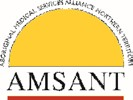 ABORIGINAL MEDICAL SERVICES ALLIANCE NORTHERN TERRITORY
AMSANT